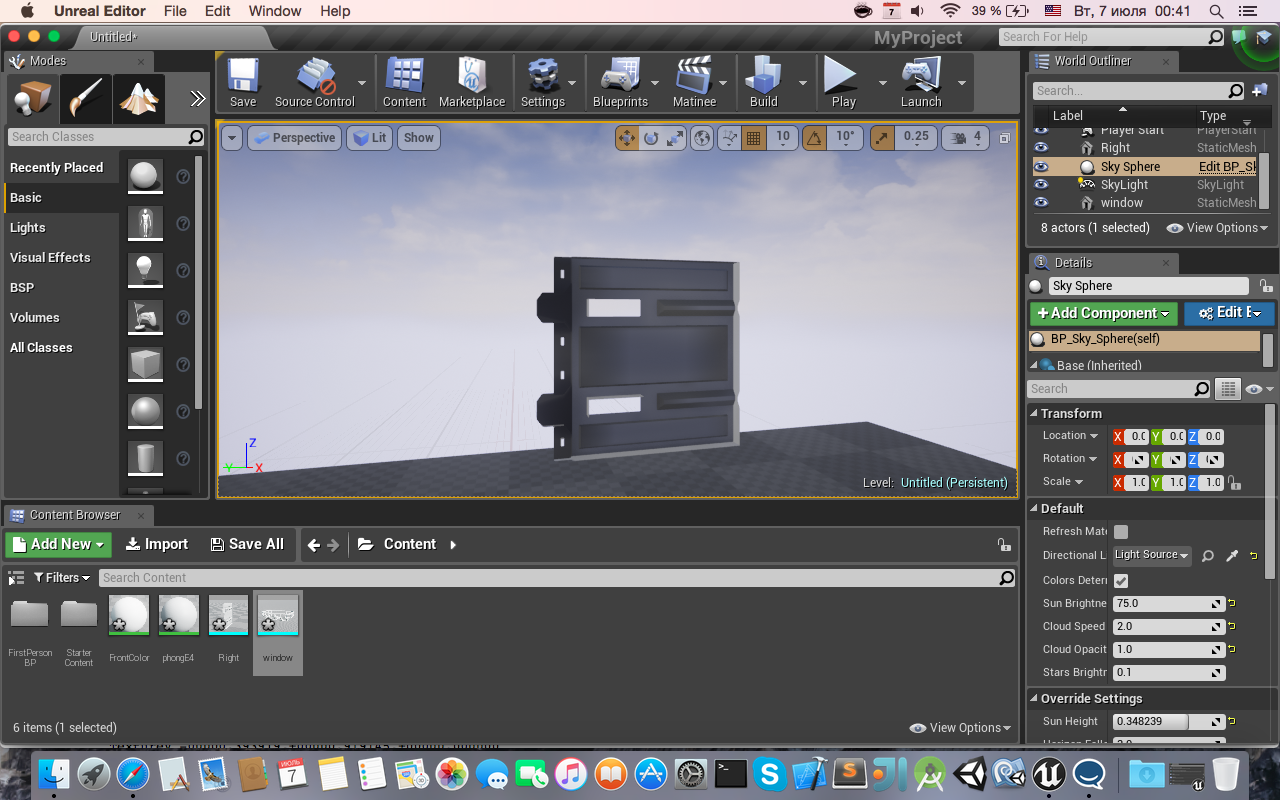 Unreal Editor File Edit Window Help
7 39 % Вт, 7 июля 00:41
Untitled*
MyProject
Search For Help
Modes
Search Classes
Recently Placed
Basic
Lights
Visual Effects
BSP
Volumes
All Classes
Save Source Control Content Marketplace Settings Blueprints Matinee Build Play Launch
Perspective Lit Show 10 10° 0.25 4
Z
Y X
Level: Untitled (Persistent)
World Outliner
Search...
Label Type
Player Start PlayerStart
Right StaticMesh
Sky Sphere Edit BP_Sk
SkyLight SkyLight
window StaticMesh
8 actors (1 selected) View Options
Details
Sky Sphere
+Add Component Edit B
BP_Sky_Sphere(self)
Base (Inherited)
Search
Transform
Location X 0.0 Y 0.0 Z 0.0
Rotation X Y Z
Scale X 1.0 Y 1.0 Z 1.0
Default
Refresh Mate
Directional L Light Source
Colors Deterr
Sun Brightne 75.0
Cloud Speed 2.0
Cloud Opacit 1.0
Stars Brightr 0.1
Override Settings
Sun Height 0.348239
Content Browser
Add New Import Save All Content
Filters Search Content
FirstPerson
BP
Starter
Content
FrontColor
phongE4
Right
window
6 items (1 selected)
View Options
ИЮЛЬ
7